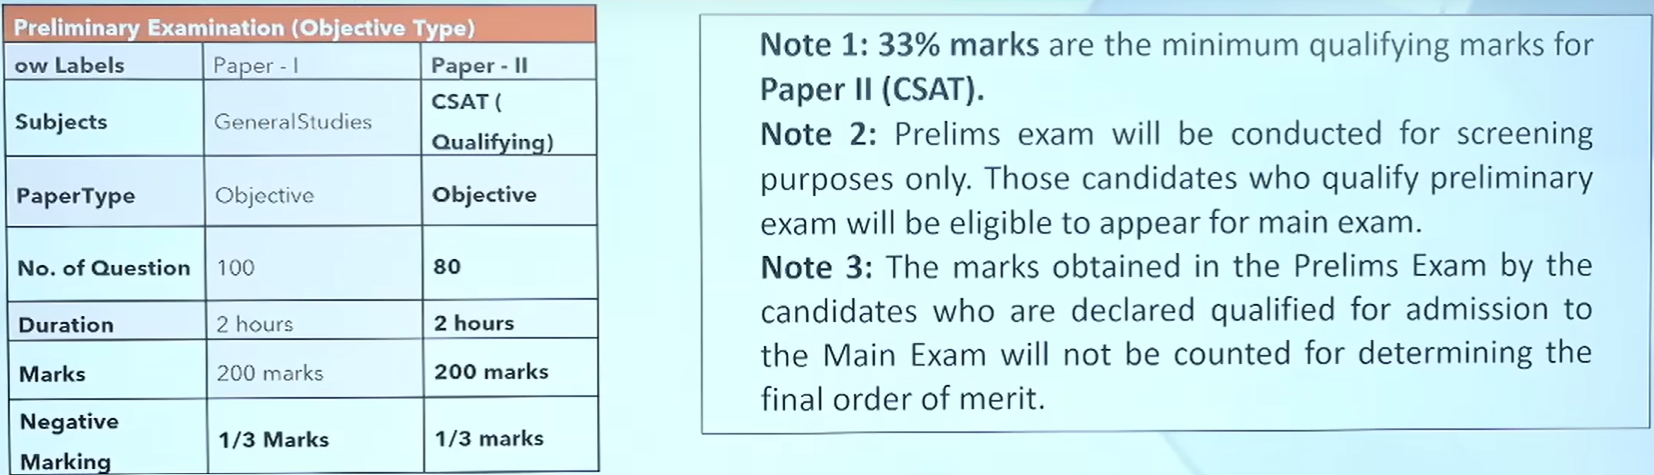 Preliminary Examination (Objective Type)
ow Labels Paper - I Paper - II
Subjects GeneralStudies CSAT (
Qualifying)
PaperType Objective Objective
No. of Question 100 80
Duration 2 hours 2 hours
Marks 200 marks 200 marks
Negative
Marking 1/3 Marks 1/3 marks
Note 1: 33% marks are the minimum qualifying marks for
Paper II (CSAT).
Note 2: Prelims exam will be conducted for screening
purposes only. Those candidates who qualify preliminary
exam will be eligible to appear for main exam.
Note 3: The marks obtained in the Prelims Exam by the
candidates who are declared qualified for admission to
the Main Exam will not be counted for determining the
final order of merit.